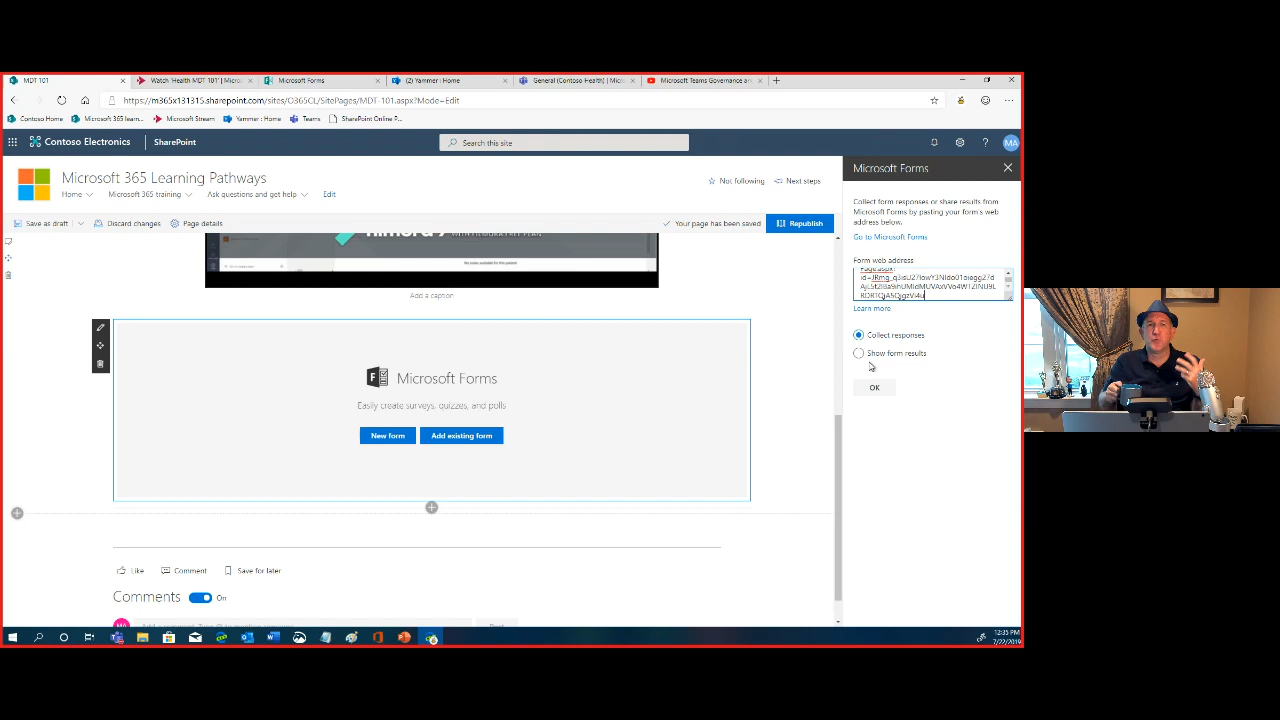 MDT 101
Watch 'Health MDT 101' | Micro
Microsoft Forms
(2) Yammer : Home
General (Contoso Health) | Micr
Microsoft Teams Governance an
https://m365x131315.sharepoint.com/sites/O365CL/SitePages/MDT-101.aspx?Mode=Edit
Contoso Home
Microsoft 365 learn...
Microsoft Stream
Yammer : Home
Teams
SharePoint Online P...
Contoso Electronics
SharePoint
Search this site
MA
Microsoft 365 Learning Pathways
Home
Microsoft 365 training
Ask questions and get help
Edit
Not following
Next steps
Save as draft
Discard changes
Page details
Your page has been saved
Republish
Add a caption
Microsoft Forms
Easily create surveys, quizzes, and polls
New form
Add existing form
Like
Comment
Save for later
Comments
On
Microsoft Forms
Collect form responses or share results from
Microsoft Forms by pasting your form's web
address below.
Go to Microsoft Forms
Form web address
Learn more
Collect responses
Show form results
OK
12:35 PM
7/22/2019